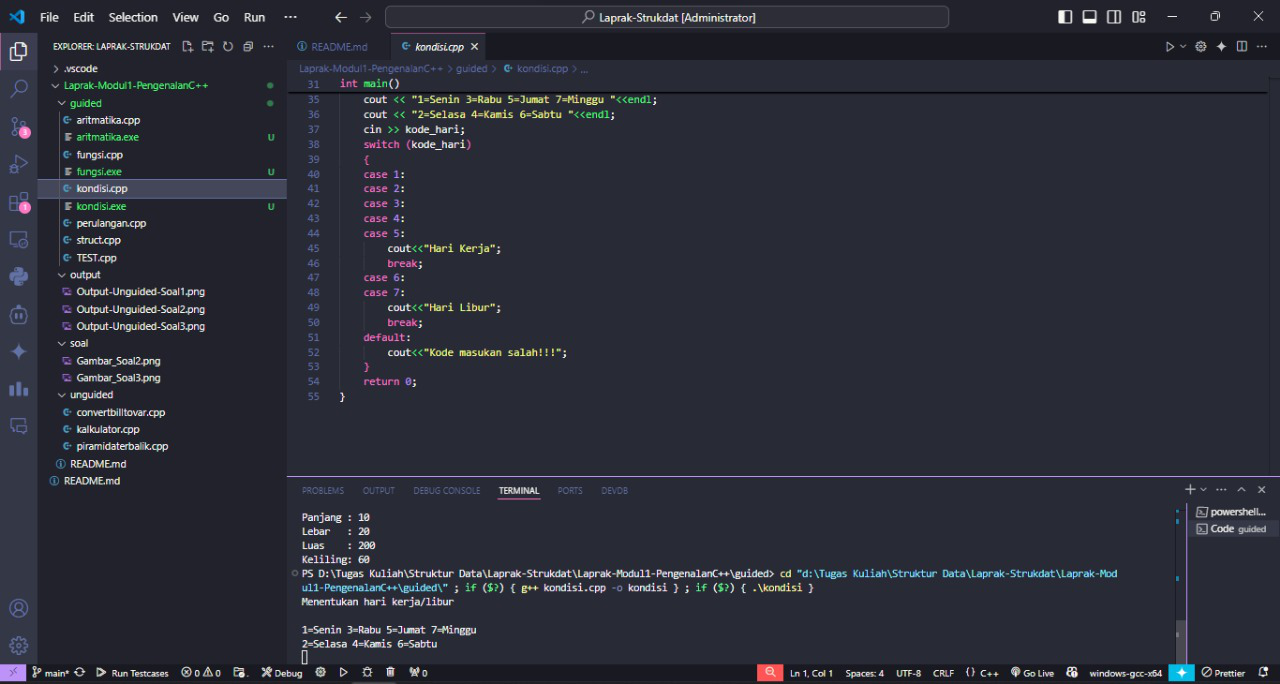 File Edit Selection View Go Run ···
Laprak-Strukdat [Administrator]
EXPLORER: LAPRAK-STRUKDAT
.vscode
Laprak-Modul1-PengenalanC++
guided
aritmatika.cpp
aritmatika.exe U
fungsi.cpp
fungsi.exe U
kondisi.cpp
kondisi.exe U
perulangan.cpp
struct.cpp
TEST.cpp
output
Output-Unguided-Soal1.png
Output-Unguided-Soal2.png
Output-Unguided-Soal3.png
soal
Gambar_Soal2.png
Gambar_Soal3.png
unguided
convertbilltovar.cpp
kalkulator.cpp
piramidaterbalik.cpp
README.md
README.md
3
1
README.md kondisi.cpp
Laprak-Modul1-PengenalanC++ > guided > kondisi.cpp > ...
31 int main()
35 cout << "1=Senin 3=Rabu 5=Jumat 7=Minggu "<<endl;
36 cout << "2=Selasa 4=Kamis 6=Sabtu "<<endl;
37 cin >> kode_hari;
38 switch (kode_hari)
39 {
40 case 1:
41 case 2:
42 case 3:
43 case 4:
44 case 5:
45 cout<<"Hari Kerja";
46 break;
47 case 6:
48 case 7:
49 cout<<"Hari Libur";
50 break;
51 default:
52 cout<<"Kode masukan salah!!!";
53 }
54 return 0;
55 }
PROBLEMS OUTPUT DEBUG CONSOLE TERMINAL PORTS DEVDB
Panjang : 10
Lebar : 20
Luas : 200
Keliling: 60
PS D:\Tugas Kuliah\Struktur Data\Laprak-Strukdat\Laprak-Modul1-PengenalanC++\guided> cd "d:\Tugas Kuliah\Struktur Data\Laprak-Strukdat\Laprak-Mod
ul1-PengenalanC++\guided\" ; if ($?) { g++ kondisi.cpp -o kondisi } ; if ($?) { .\kondisi }
Menentukan hari kerja/libur
1=Senin 3=Rabu 5=Jumat 7=Minggu
2=Selasa 4=Kamis 6=Sabtu
powershell...
Code guided
main* Run Testcases 0 0 Debug 0 Ln 1, Col 1 Spaces: 4 UTF-8 CRLF {} C++ Go Live windows-gcc-x64 Prettier